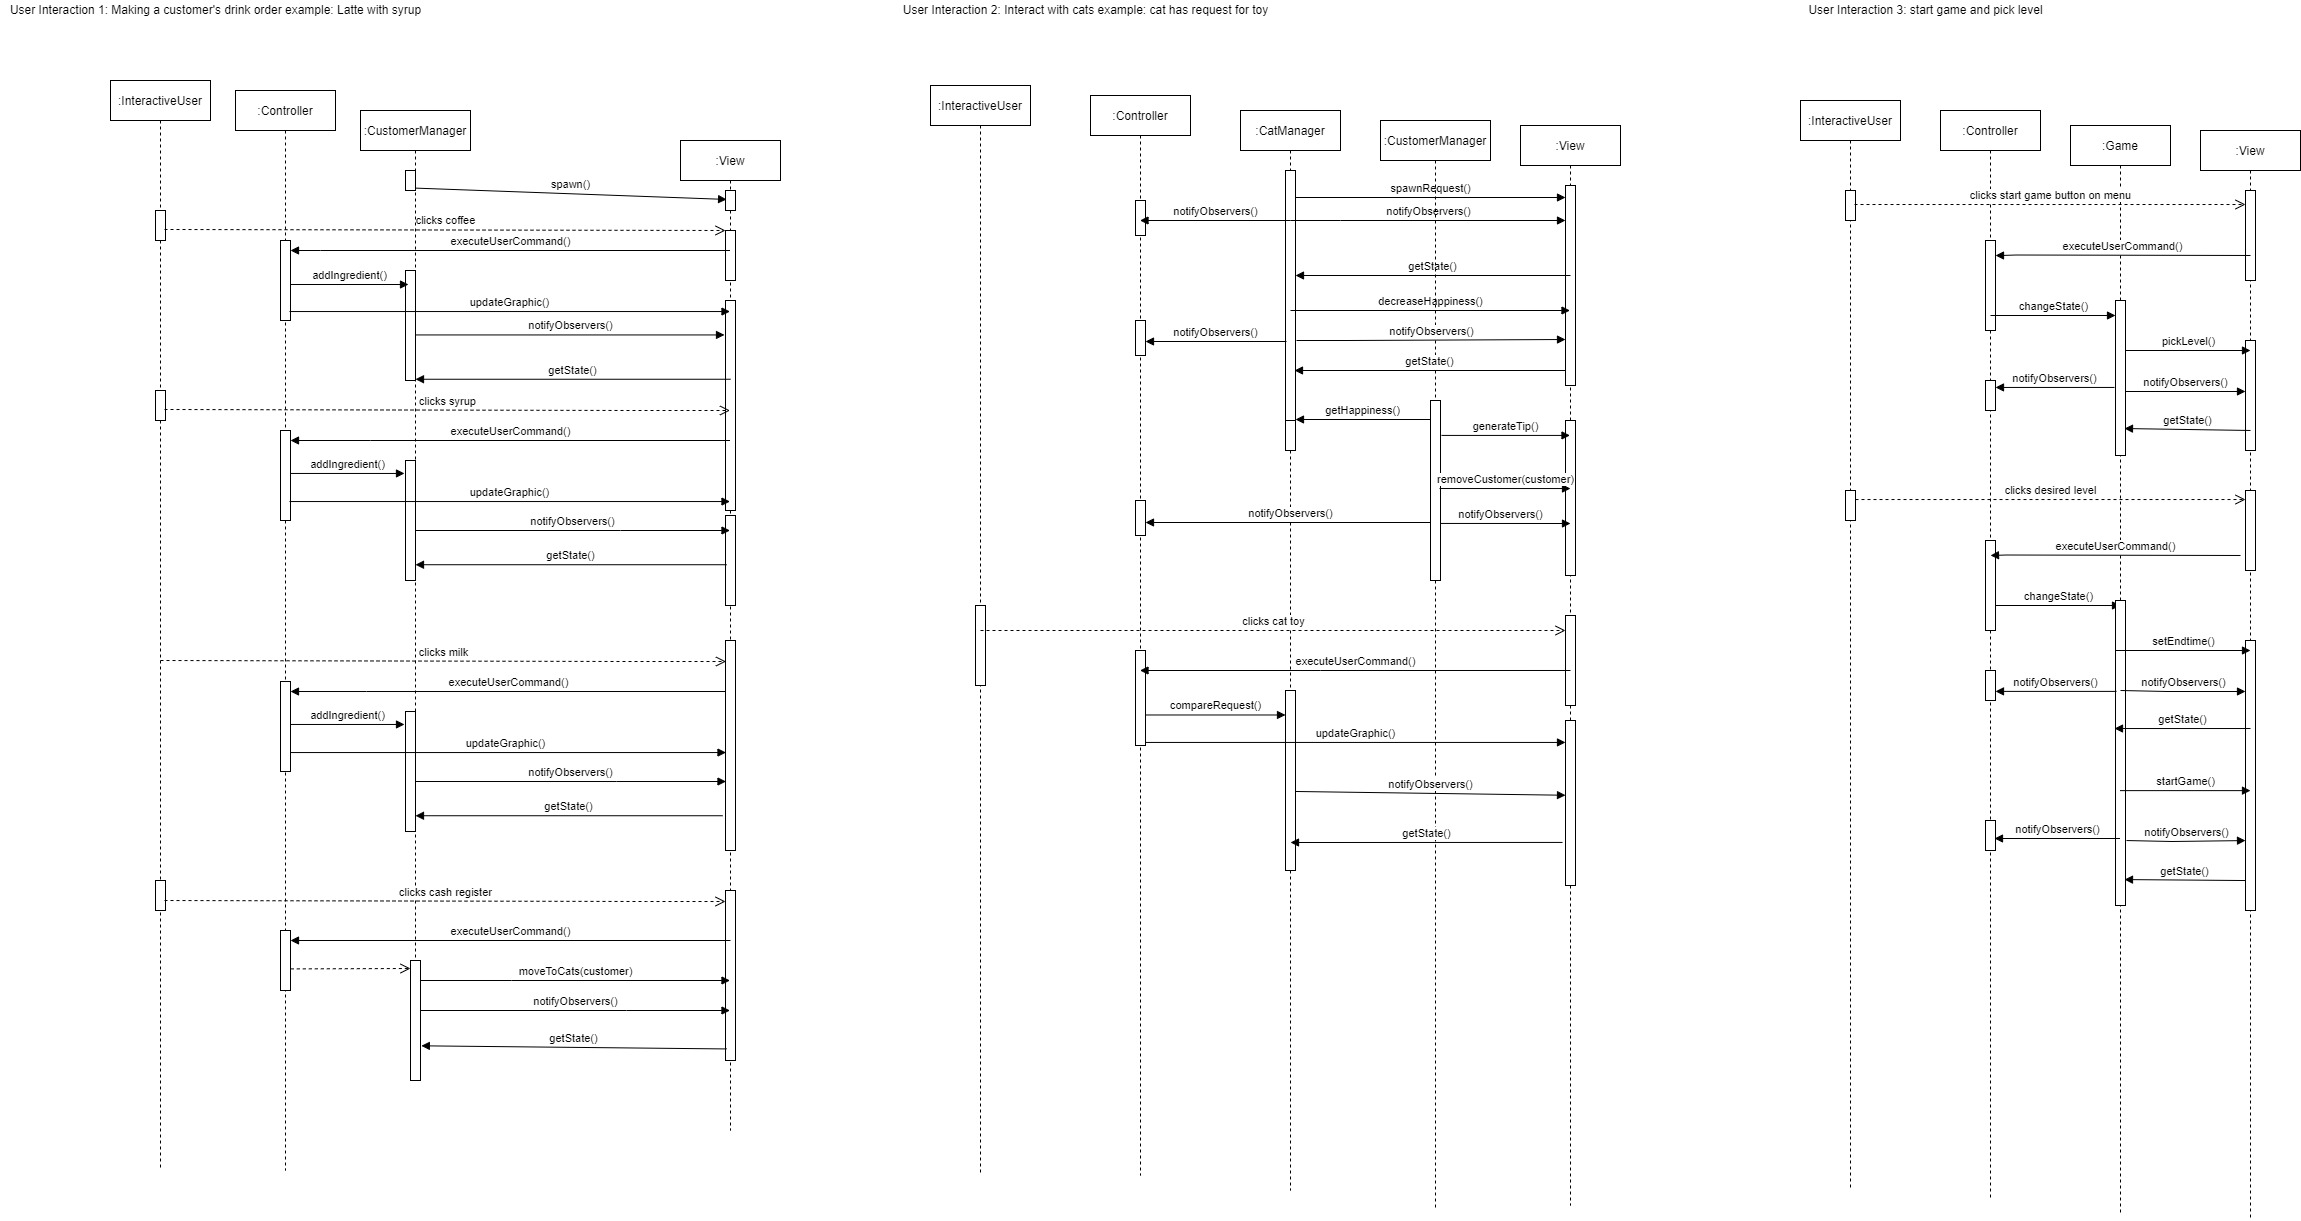 User Interaction 1: Making a customer's drink order example: Latte with syrup
:InteractiveUser
:Controller
:CustomerManager
:View
spawn()
clicks coffee
executeUserCommand()
addIngredient()
updateGraphic()
notifyObservers()
getState()
clicks syrup
executeUserCommand()
addIngredient()
updateGraphic()
notifyObservers()
getState()
clicks milk
executeUserCommand()
addIngredient()
updateGraphic()
notifyObservers()
getState()
clicks cash register
executeUserCommand()
moveToCats(customer)
notifyObservers()
getState()
User Interaction 2: Interact with cats example: cat has request for toy
:InteractiveUser
:Controller
:CatManager
:CustomerManager
:View
spawnRequest()
notifyObservers()
notifyObservers()
getState()
decreaseHappiness()
notifyObservers()
notifyObservers()
getState()
getHappiness()
generateTip()
removeCustomer(customer)
notifyObservers()
notifyObservers()
clicks cat toy
executeUserCommand()
compareRequest()
updateGraphic()
notifyObservers()
getState()
User Interaction 3: start game and pick level
:InteractiveUser
:Controller
:Game
:View
clicks start game button on menu
executeUserCommand()
changeState()
pickLevel()
notifyObservers()
notifyObservers()
getState()
clicks desired level
executeUserCommand()
changeState()
setEndtime()
notifyObservers()
notifyObservers()
getState()
startGame()
notifyObservers()
notifyObservers()
getState()